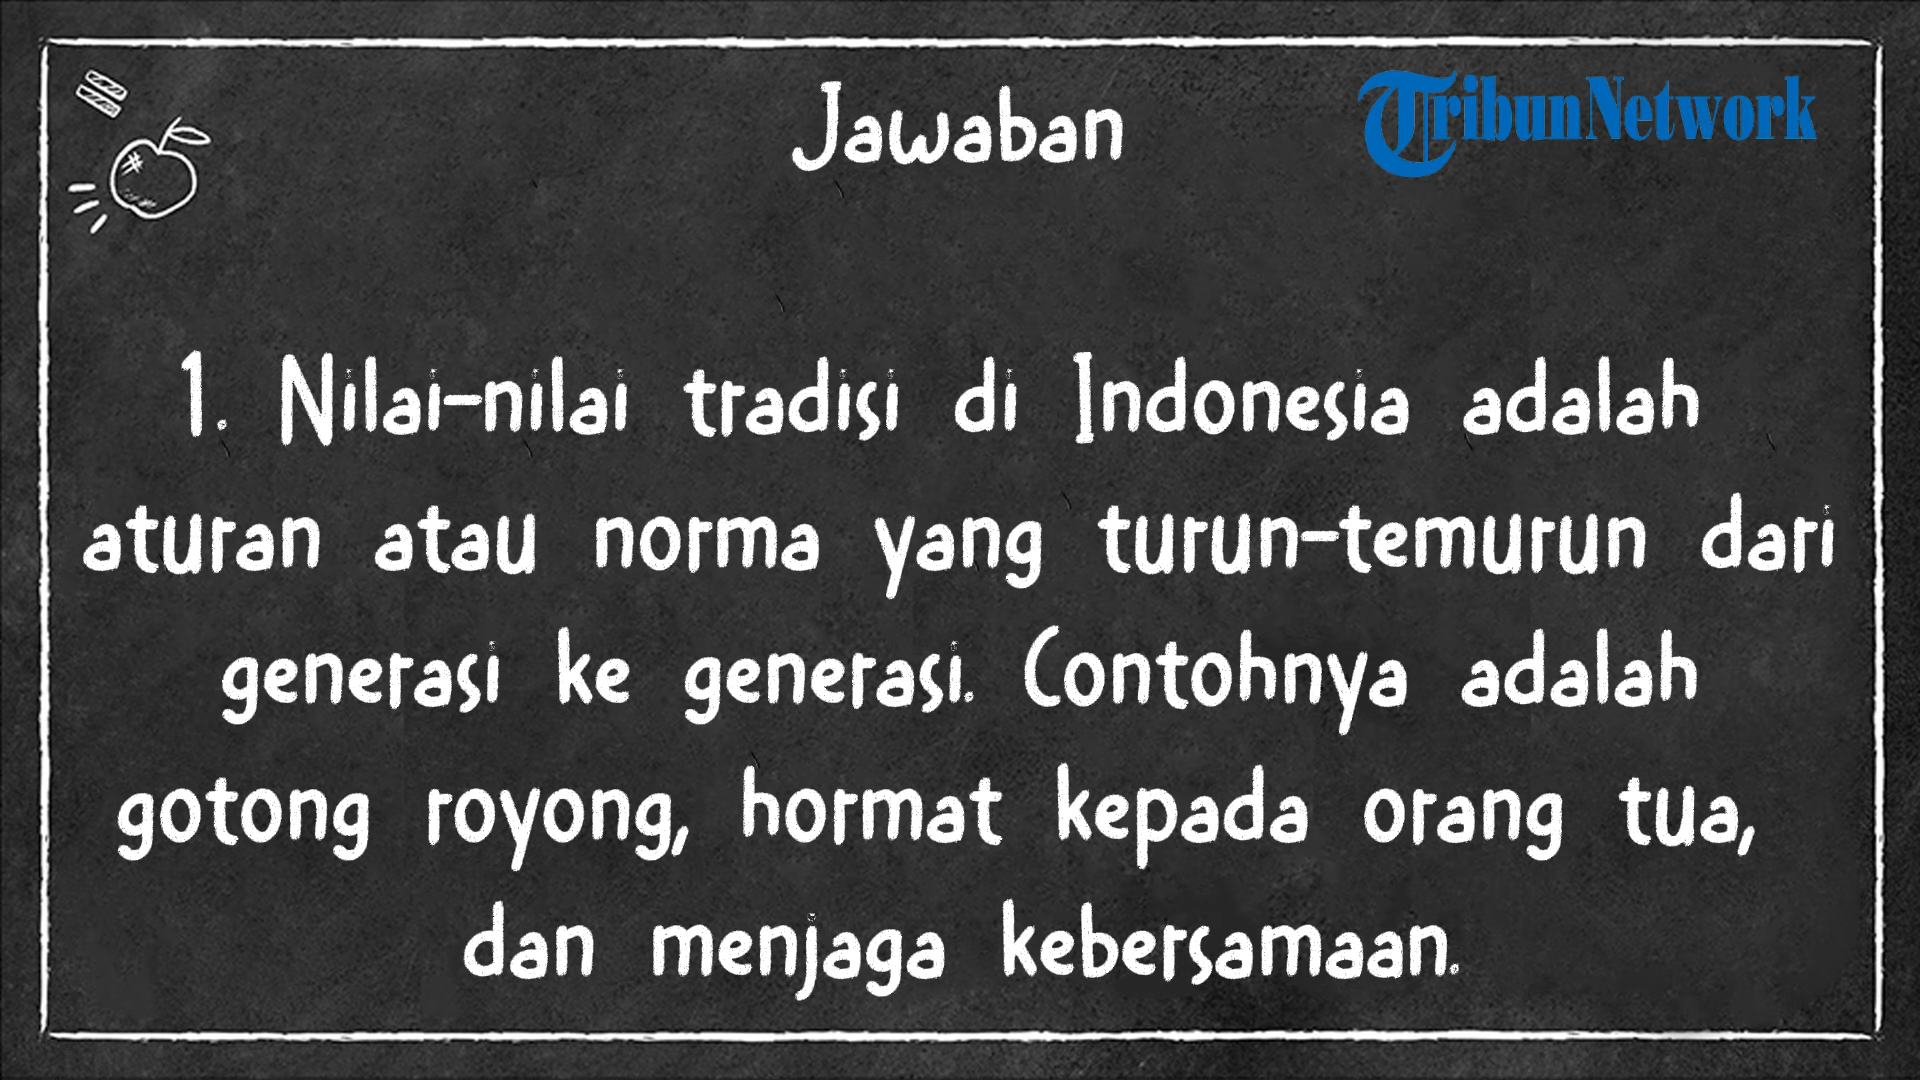 Jawaban
TribunNetwork
1. Nilai-nilai tradisi di Indonesia adalah
aturan atau norma yang turun-temurun dari
generasi ke generasi. Contohnya adalah
gotong royong, hormat kepada orang tua,
dan menjaga kebersamaan.